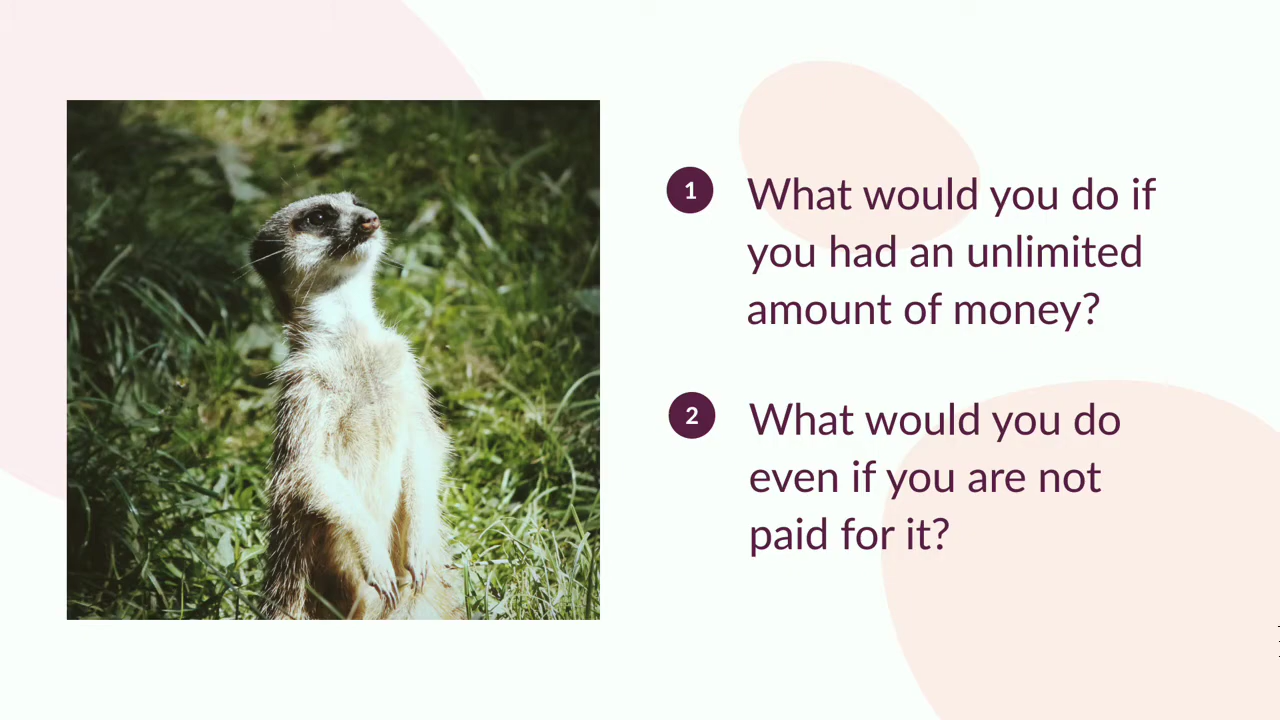 1 What would you do if
you had an unlimited
amount of money?
2 What would you do
even if you are not
paid for it?